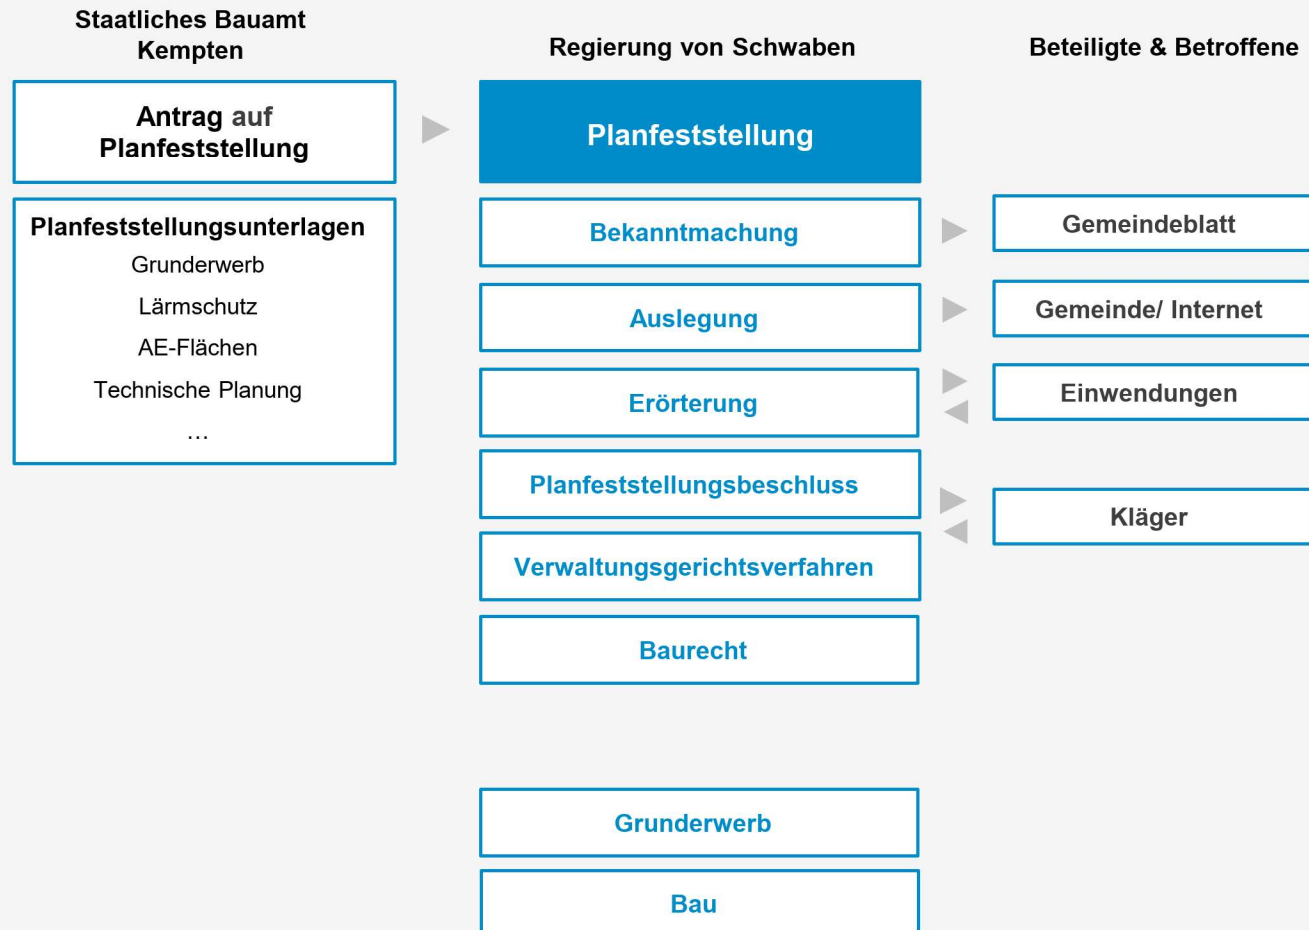 Staatliches Bauamt
Kempten
Antrag auf
Planfeststellung
Planfeststellungsunterlagen
Grunderwerb
Lärmschutz
AE-Flächen
Technische Planung
…
Regierung von Schwaben
Planfeststellung
Bekanntmachung
Auslegung
Erörterung
Planfeststellungsbeschluss
Verwaltungsgerichtsverfahren
Baurecht
Grunderwerb
Bau
Beteiligte & Betroffene
Gemeindeblatt
Gemeinde/ Internet
Einwendungen
Kläger